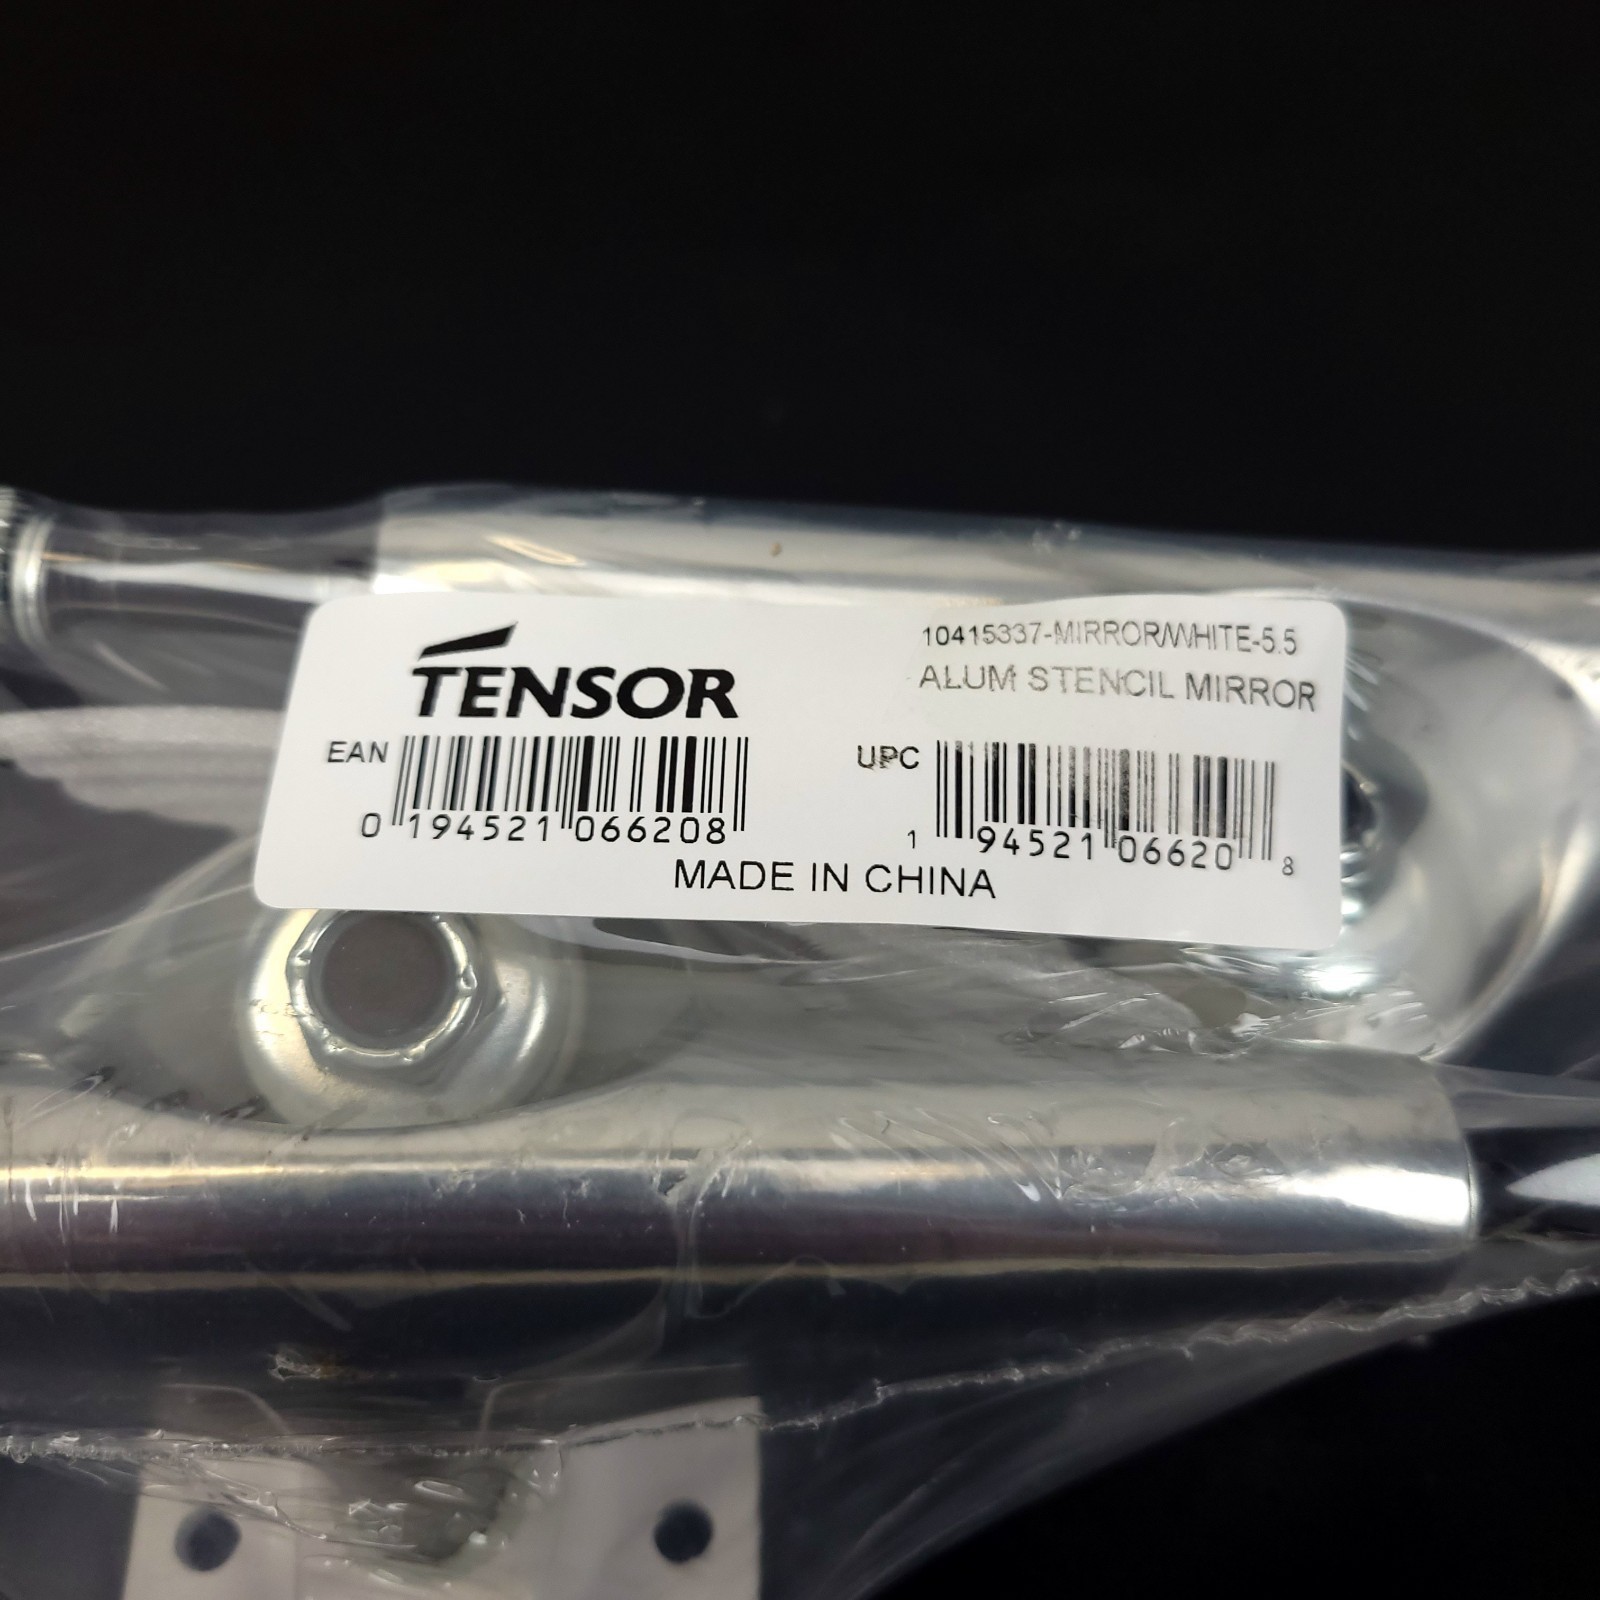 TENSOR
10415337-MIRROR/WHITE-5.5
ALUM STENCIL MIRROR
EAN
0 194521 066208
UPC
1 94521 06620 8
MADE IN CHINA